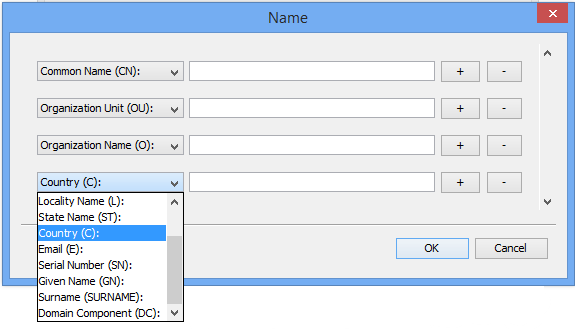 Name
Common Name (CN):
+ -
Organization Unit (OU):
+ -
Organization Name (O):
+ -
Country (C):
+ -
Locality Name (L):
State Name (ST):
Country (C):
Email (E):
Serial Number (SN):
Given Name (GN):
Surname (SURNAME):
Domain Component (DC):
OK Cancel